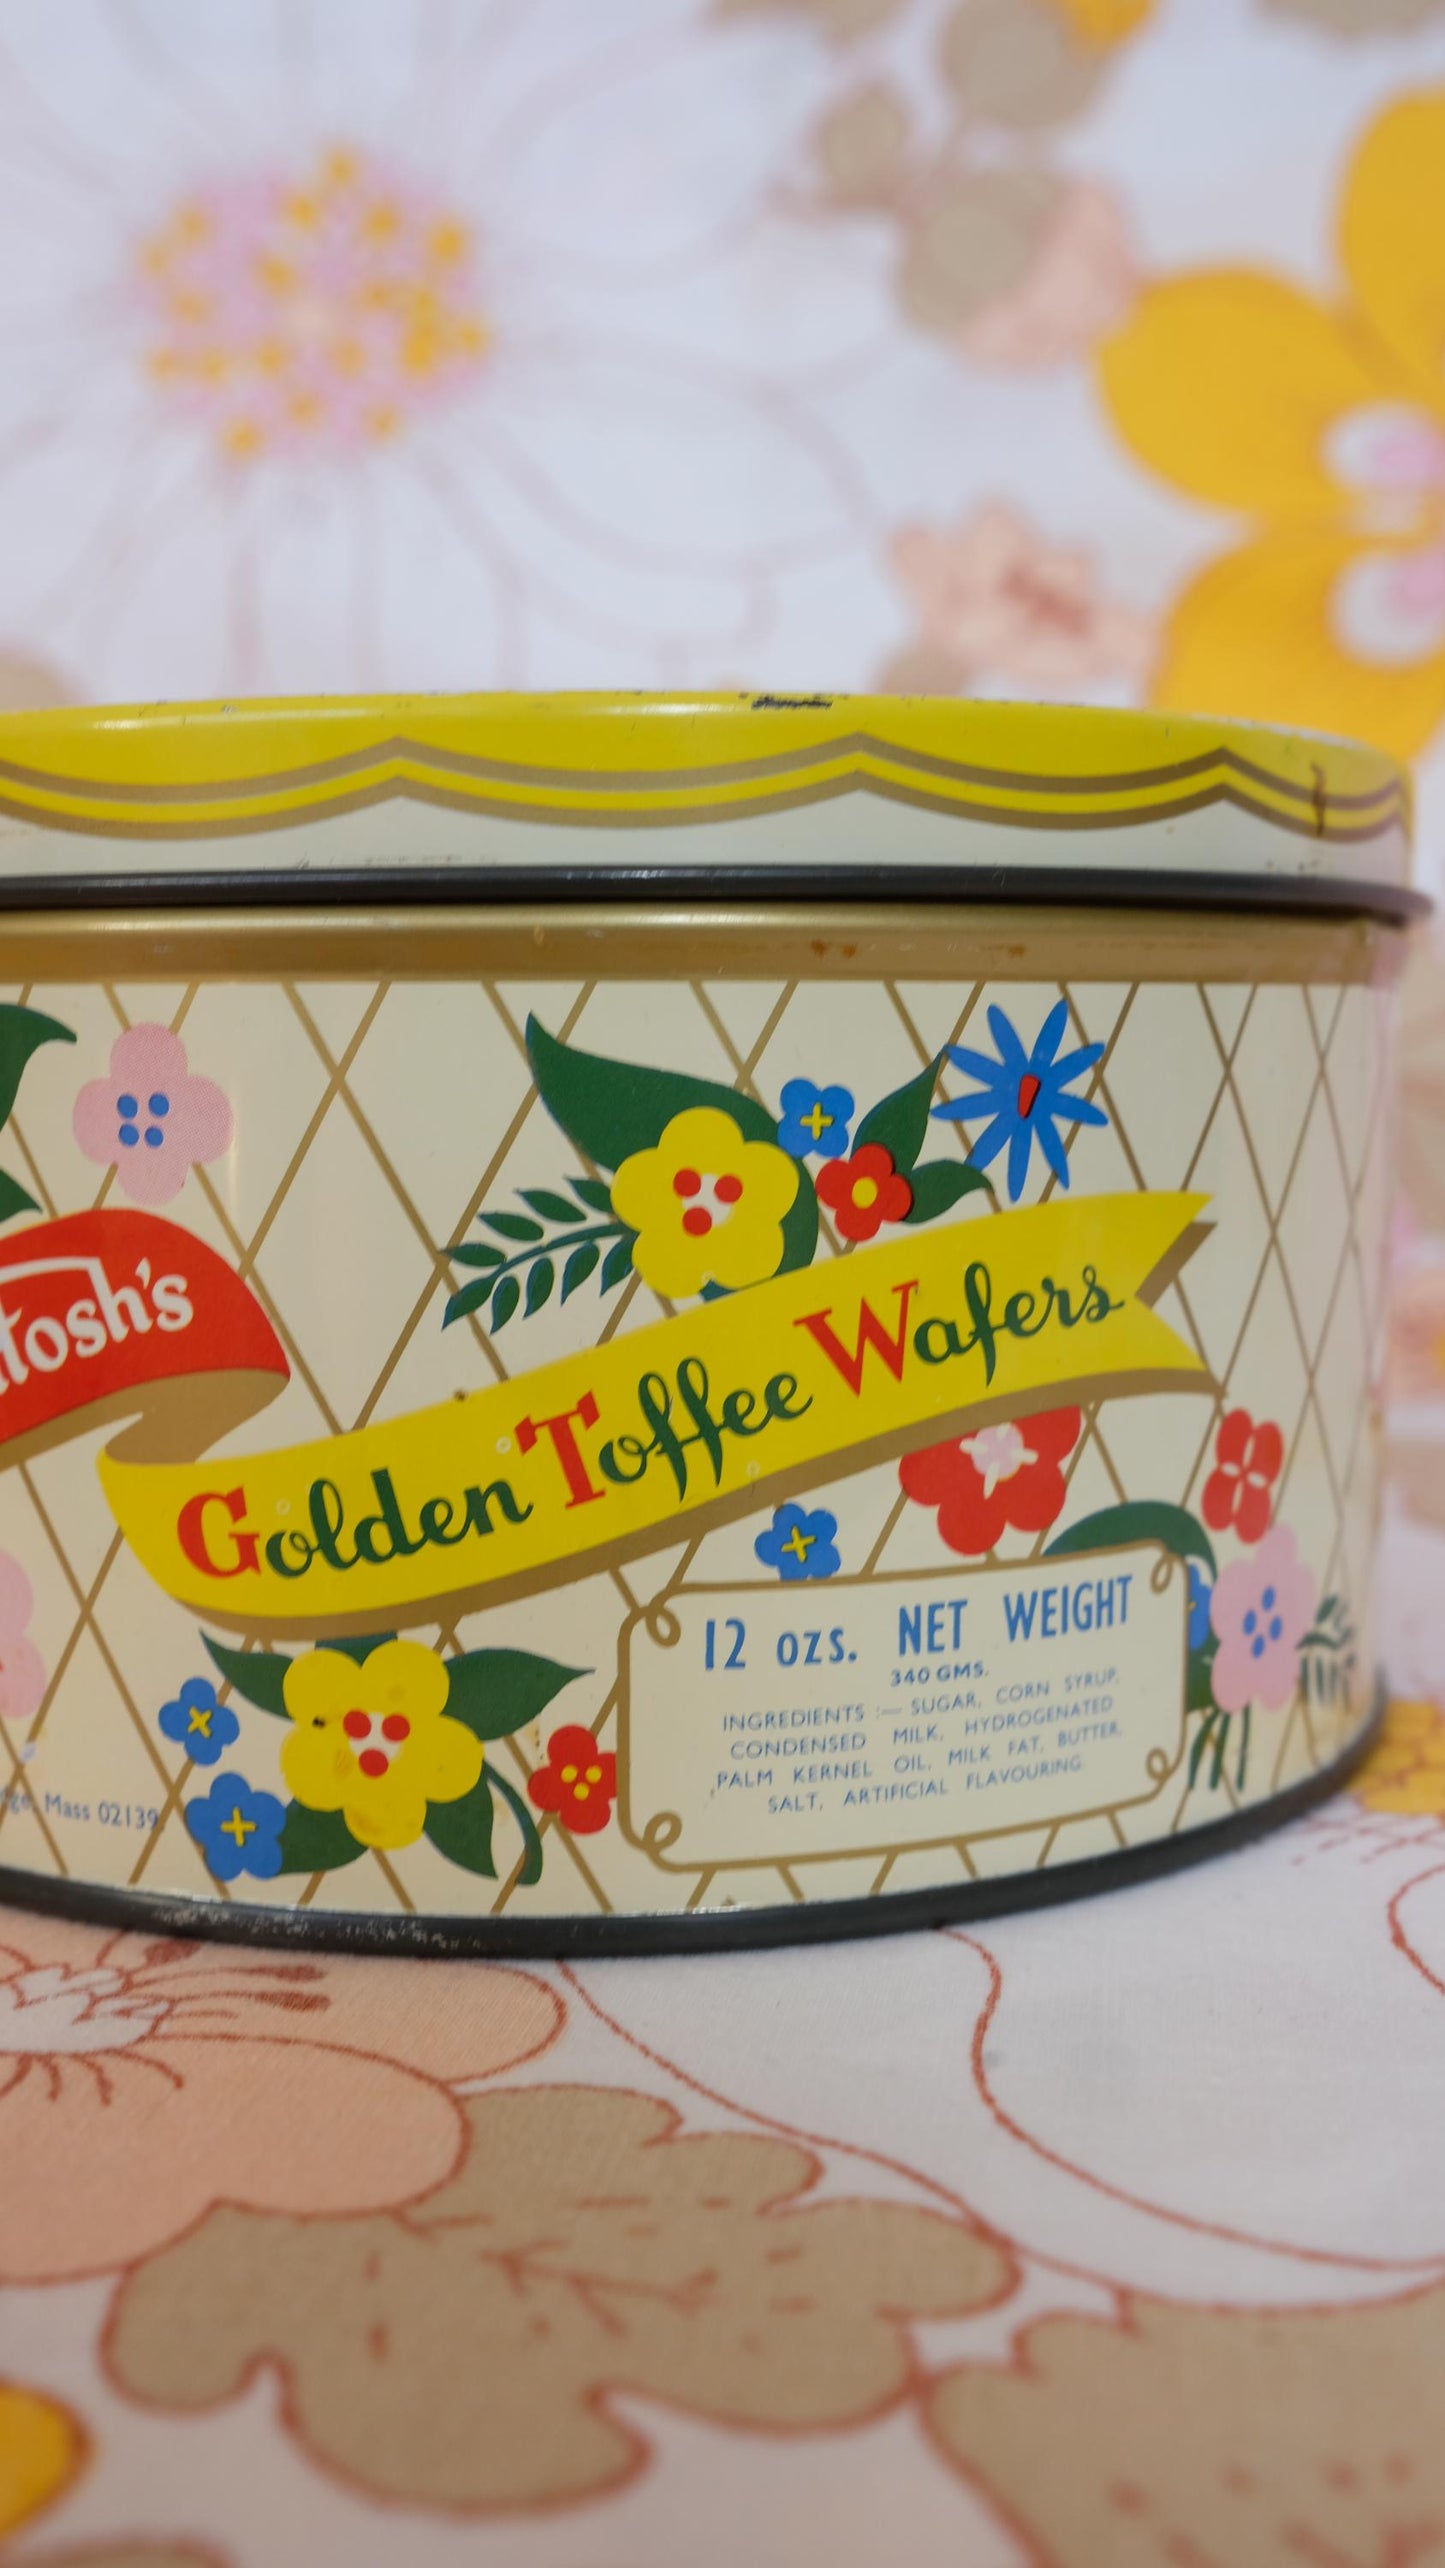 tosh's
Golden Toffee Wafers
12 ozs. NET WEIGHT
340 GMS.
INGREDIENTS :— SUGAR, CORN SYRUP,
CONDENSED MILK, HYDROGENATED
PALM KERNEL OIL, MILK FAT, BUTTER,
SALT, ARTIFICIAL FLAVOURING.
ge, Mass 02139